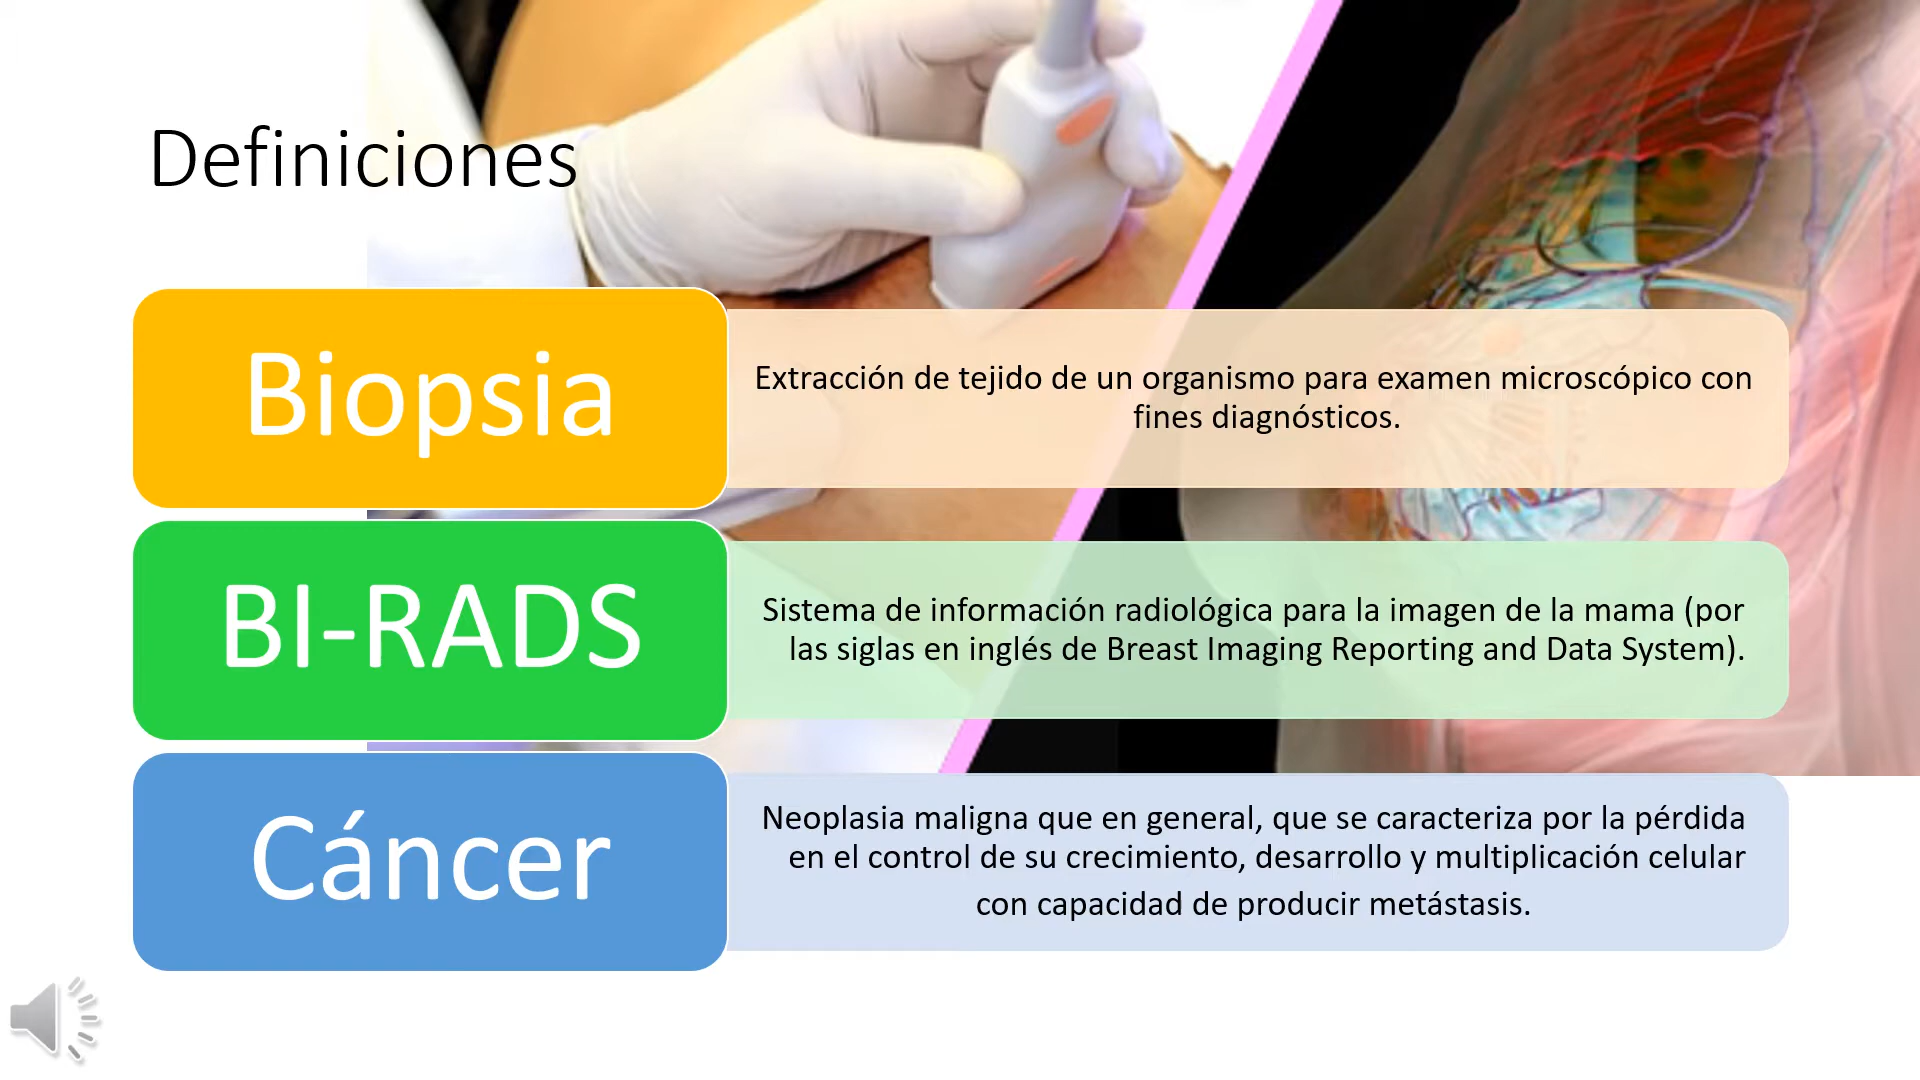 Definiciones
Biopsia
Extracción de tejido de un organismo para examen microscópico con
fines diagnósticos.
BI-RADS
Sistema de información radiológica para la imagen de la mama (por
las siglas en inglés de Breast Imaging Reporting and Data System).
Cáncer
Neoplasia maligna que en general, que se caracteriza por la pérdida
en el control de su crecimiento, desarrollo y multiplicación celular
con capacidad de producir metástasis.